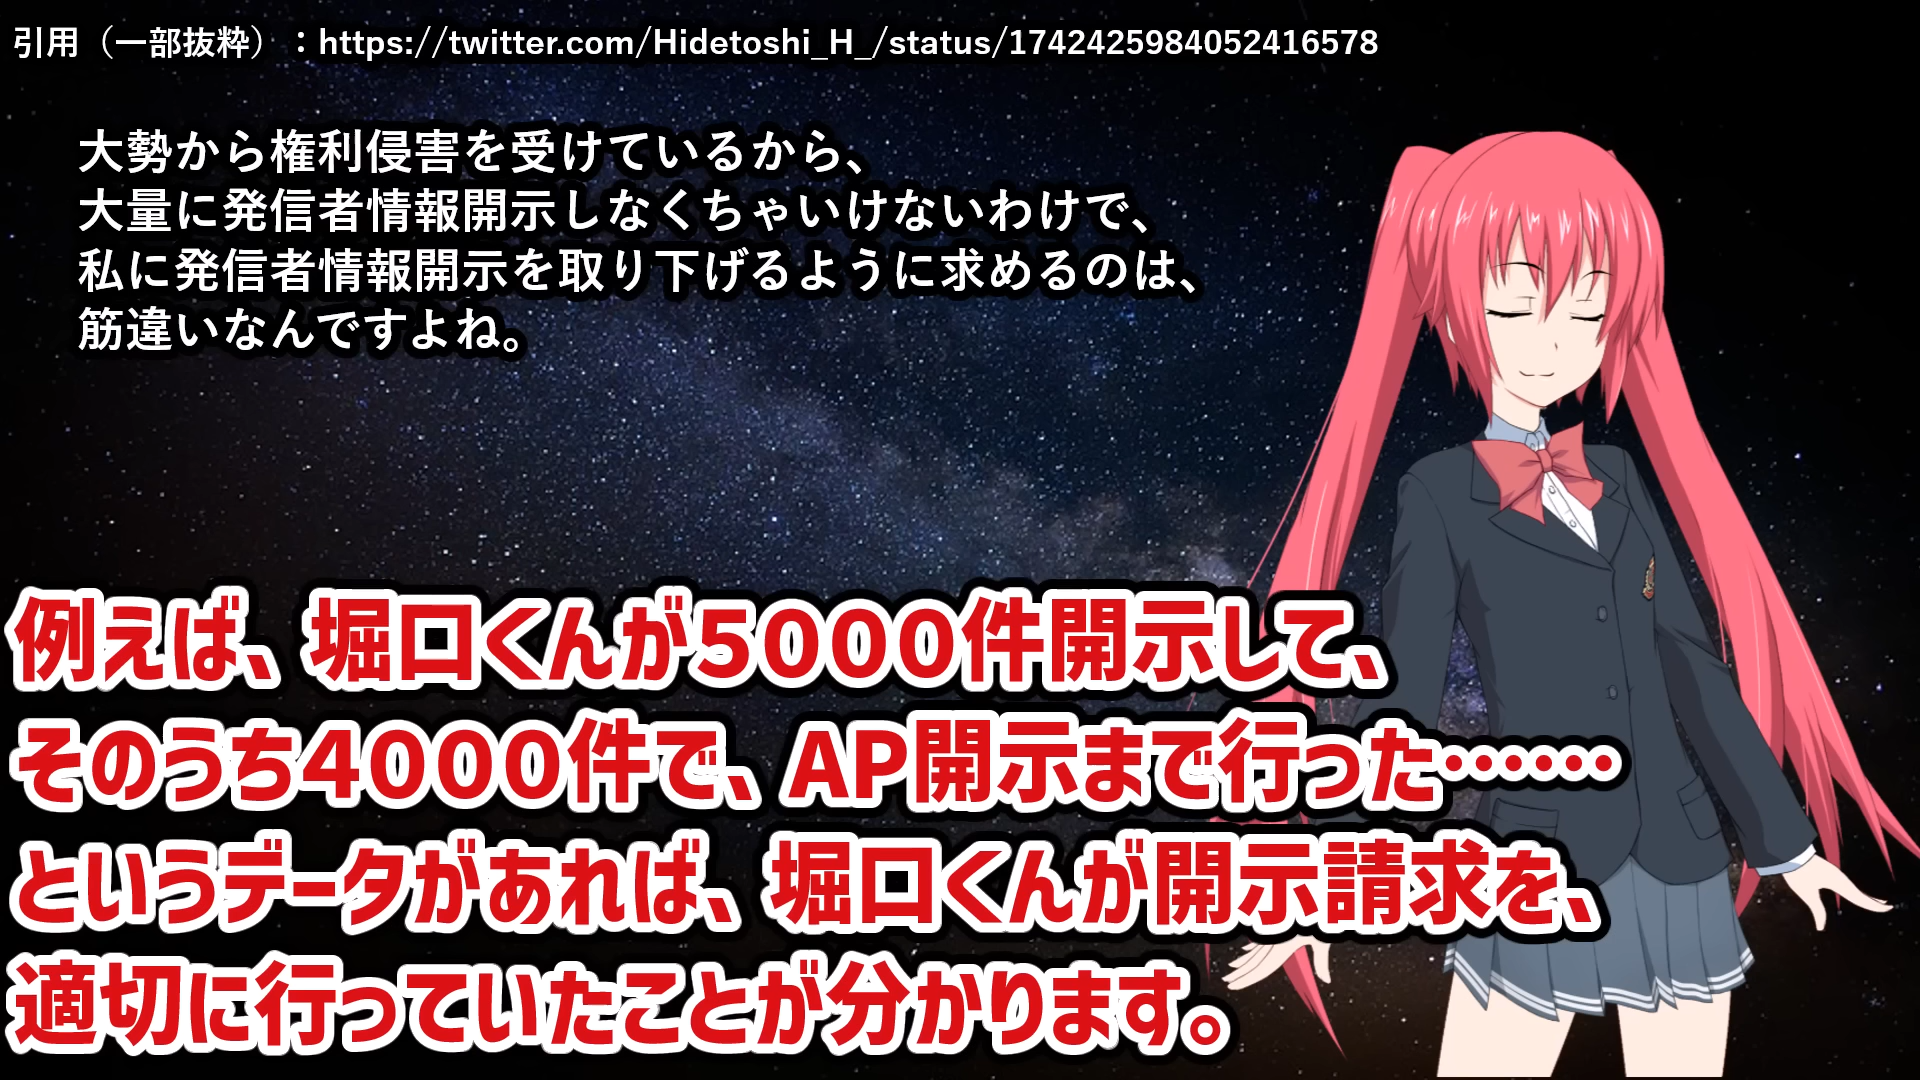 引用（一部抜粋）：https://twitter.com/Hidetoshi_H_/status/1742425984052416578
大勢から権利侵害を受けているから、
大量に発信者情報開示しなくちゃいけないわけで、
私に発信者情報開示を取り下げるように求めるのは、
筋違いなんですよね。
例えば、堀口くんが5000件開示して、
そのうち4000件で、AP開示まで行った……
というデータがあれば、堀口くんが開示請求を、
適切に行っていたことが分かります。